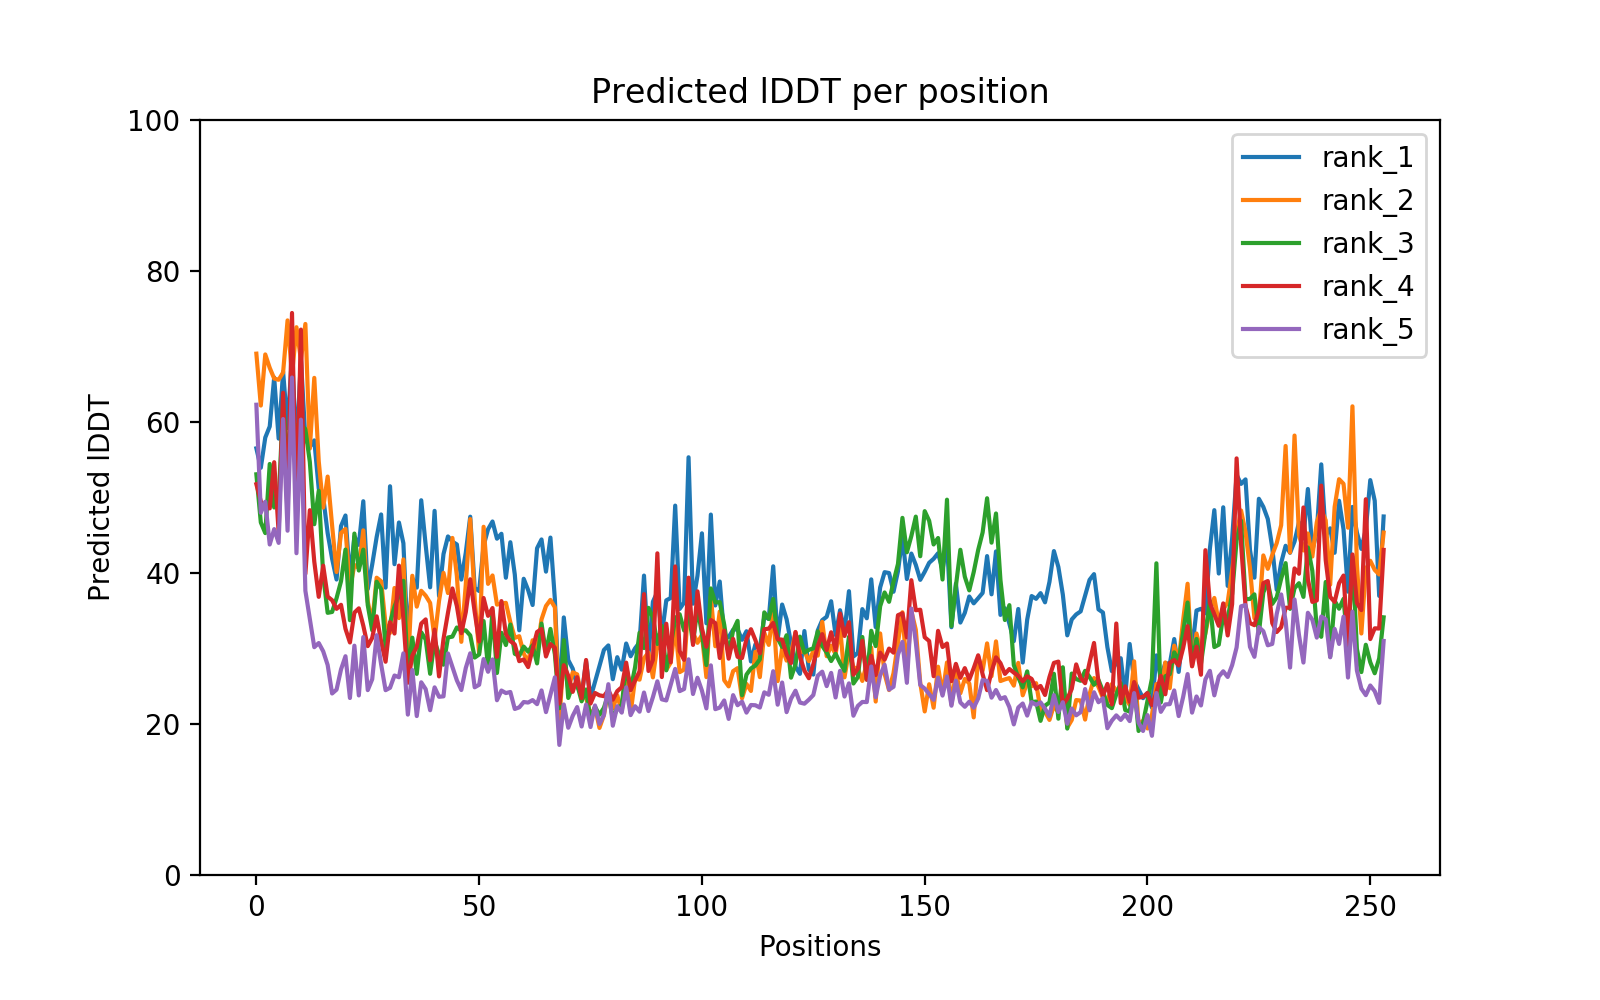 Predicted lDDT per position
100
80
60
40
20
0
Predicted lDDT
rank_1
rank_2
rank_3
rank_4
rank_5
0 50 100 150 200 250
Positions